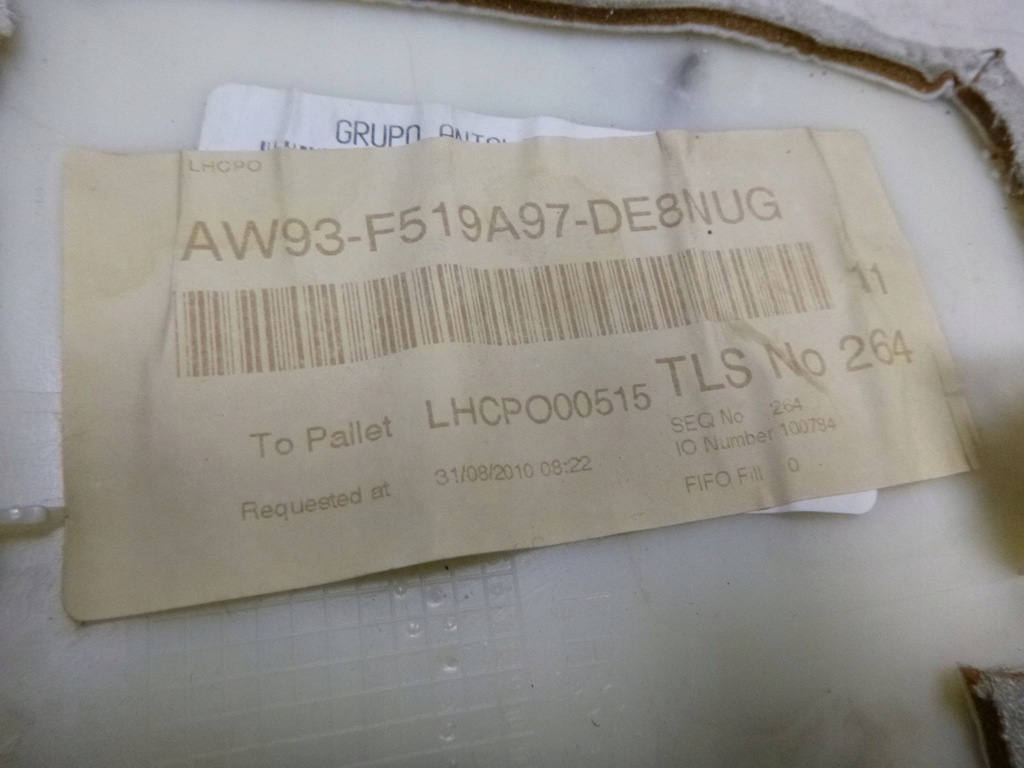 GRUPO
LHCPO
AW93-F519A97-DE8NUG
11
To Pallet LHCPO00515 TLS No 264
SEQ No 264
IO Number 100784
Requested at 31/08/2010 08:22
FIFO Fill 0